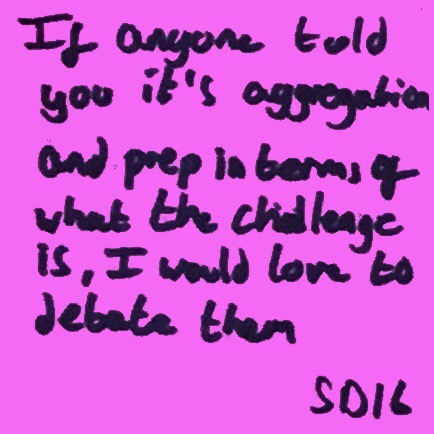 If anyone told
you it's aggregation
and prep in terms of
what the challenge
is, I would love to
debate them
SD16